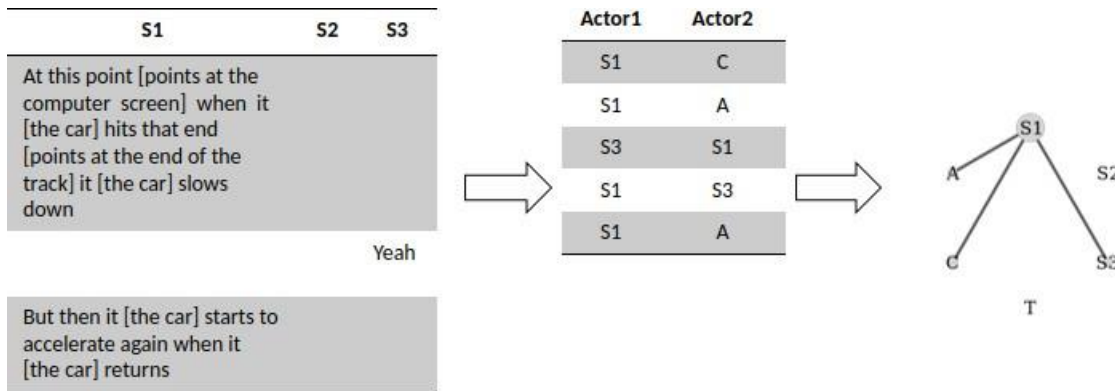 S1 S2 S3
At this point [points at the
computer screen] when it
[the car] hits that end
[points at the end of the
track] it [the car] slows
down
Yeah
But then it [the car] starts to
accelerate again when it
[the car] returns
Actor1 Actor2
S1 C
S1 A
S3 S1
S1 S3
S1 A
S1
A S2
C S3
T